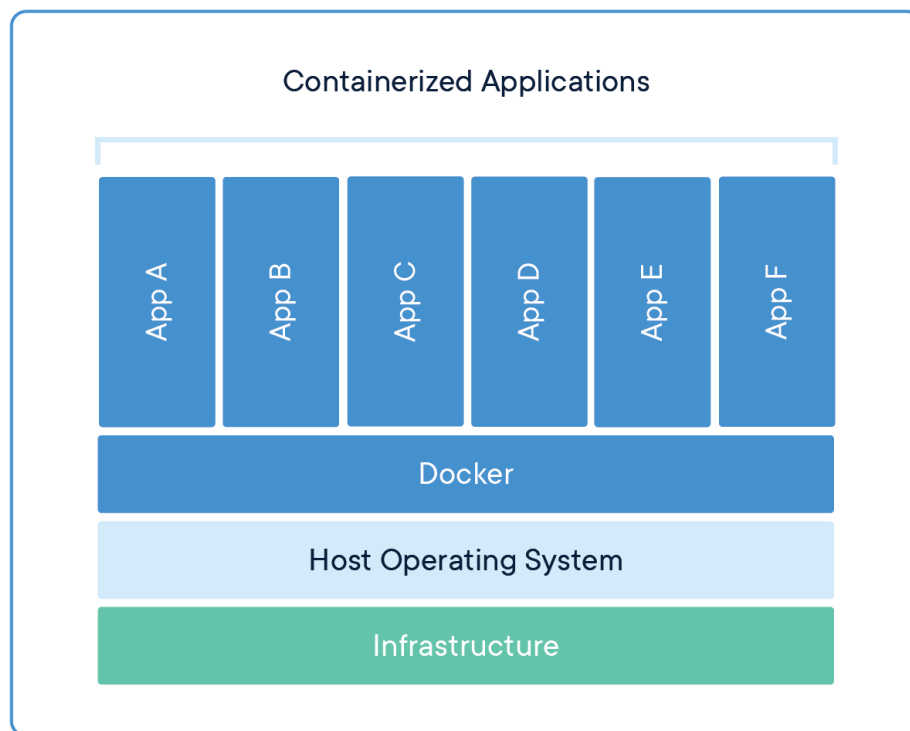 Containerized Applications
App A
App B
App C
App D
App E
App F
Docker
Host Operating System
Infrastructure